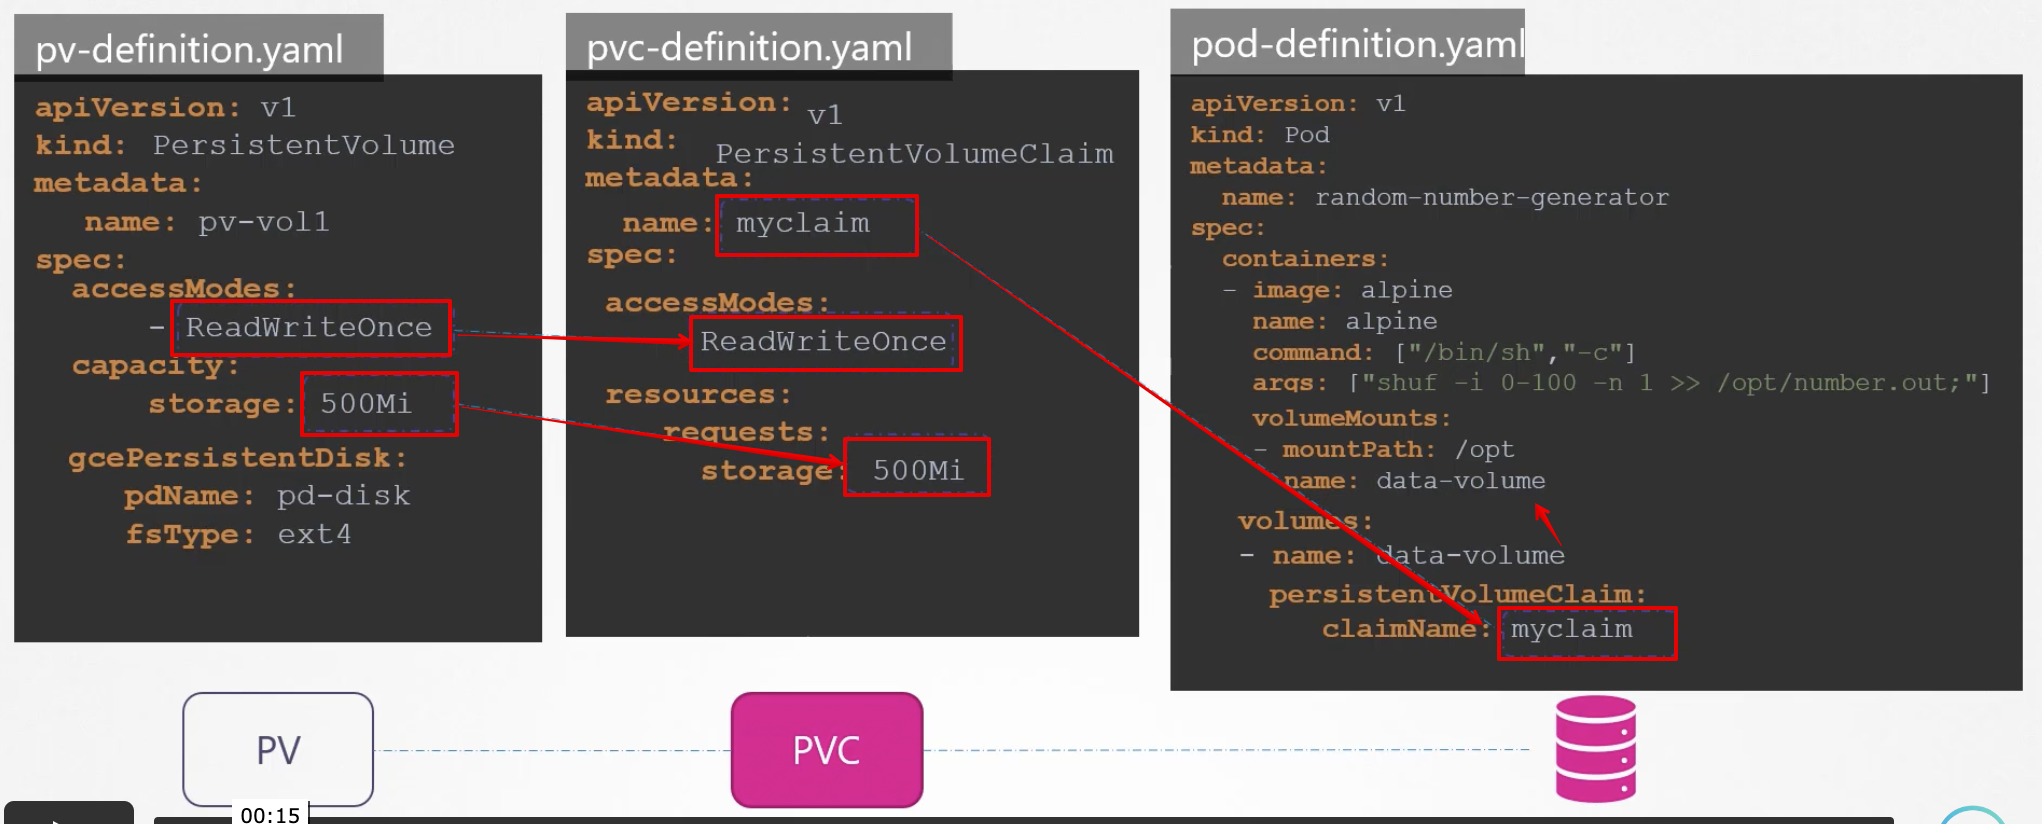 pv-definition.yaml
apiVersion: v1
kind: PersistentVolume
metadata:
name: pv-vol1
spec:
accessModes:
- ReadWriteOnce
capacity:
storage: 500Mi
gcePersistentDisk:
pdName: pd-disk
fsType: ext4
pvc-definition.yaml
apiVersion: v1
kind: PersistentVolumeClaim
metadata:
name: myclaim
spec:
accessModes:
ReadWriteOnce
resources:
requests:
storage: 500Mi
pod-definition.yaml
apiVersion: v1
kind: Pod
metadata:
name: random-number-generator
spec:
containers:
- image: alpine
name: alpine
command: ["/bin/sh","-c"]
args: ["shuf -i 0-100 -n 1 >> /opt/number.out;"]
volumeMounts:
- mountPath: /opt
name: data-volume
volumes:
- name: data-volume
persistentVolumeClaim:
claimName: myclaim
PV
PVC
00:15